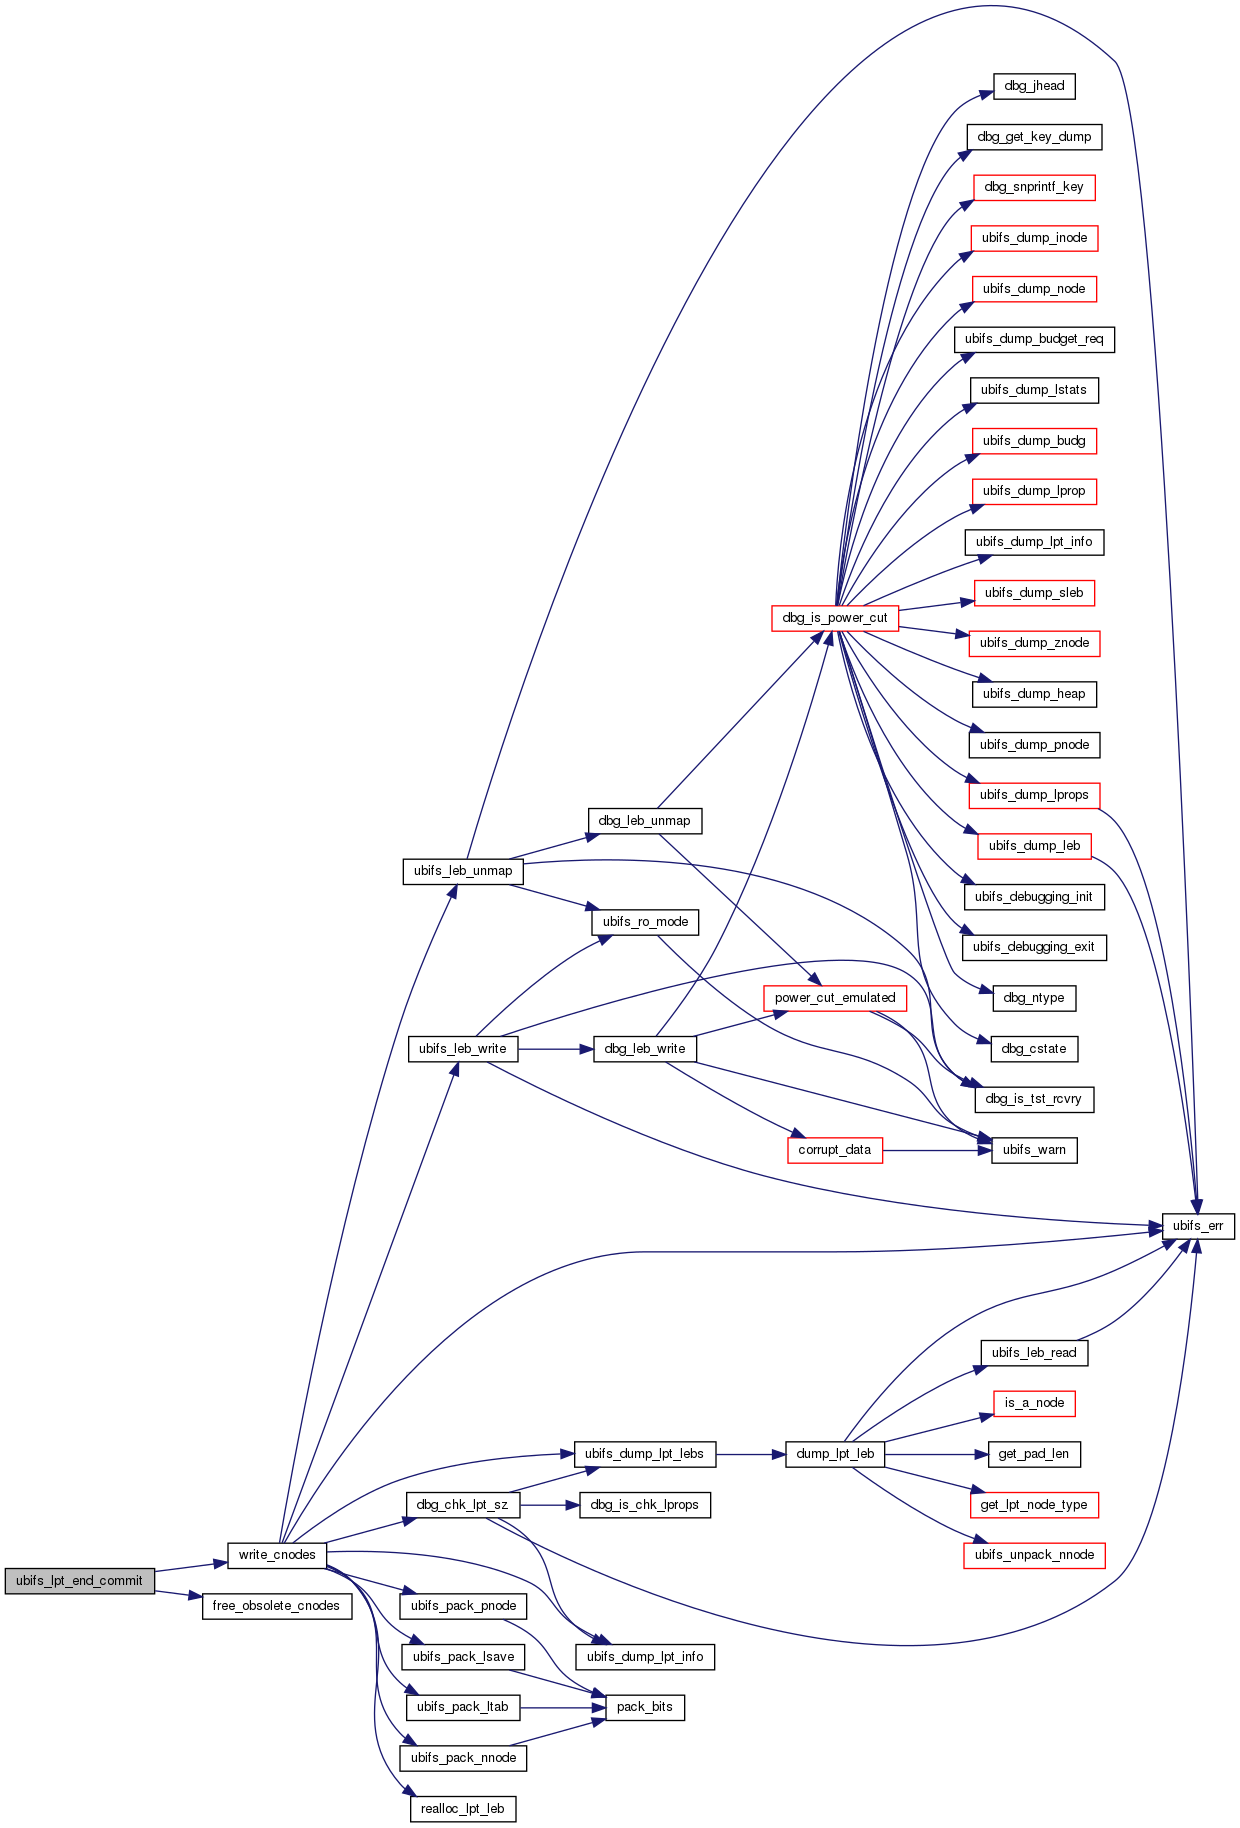 dbg_jhead
dbg_get_key_dump
dbg_snprintf_key
ubifs_dump_inode
ubifs_dump_node
ubifs_dump_budget_req
ubifs_dump_lstats
ubifs_dump_budg
ubifs_dump_lprop
ubifs_dump_lpt_info
ubifs_dump_sleb
dbg_is_power_cut
ubifs_dump_znode
ubifs_dump_heap
ubifs_dump_pnode
ubifs_dump_lprops
dbg_leb_unmap
ubifs_dump_leb
ubifs_leb_unmap
ubifs_debugging_init
ubifs_ro_mode
ubifs_debugging_exit
power_cut_emulated
dbg_ntype
ubifs_leb_write
dbg_leb_write
dbg_cstate
dbg_is_tst_rcvry
corrupt_data
ubifs_warn
ubifs_err
ubifs_leb_read
is_a_node
ubifs_dump_lpt_lebs
dump_lpt_leb
get_pad_len
dbg_chk_lpt_sz
dbg_is_chk_lprops
get_lpt_node_type
write_cnodes
ubifs_unpack_nnode
ubifs_lpt_end_commit
free_obsolete_cnodes
ubifs_pack_pnode
ubifs_pack_lsave
ubifs_dump_lpt_info
ubifs_pack_ltab
pack_bits
ubifs_pack_nnode
realloc_lpt_leb